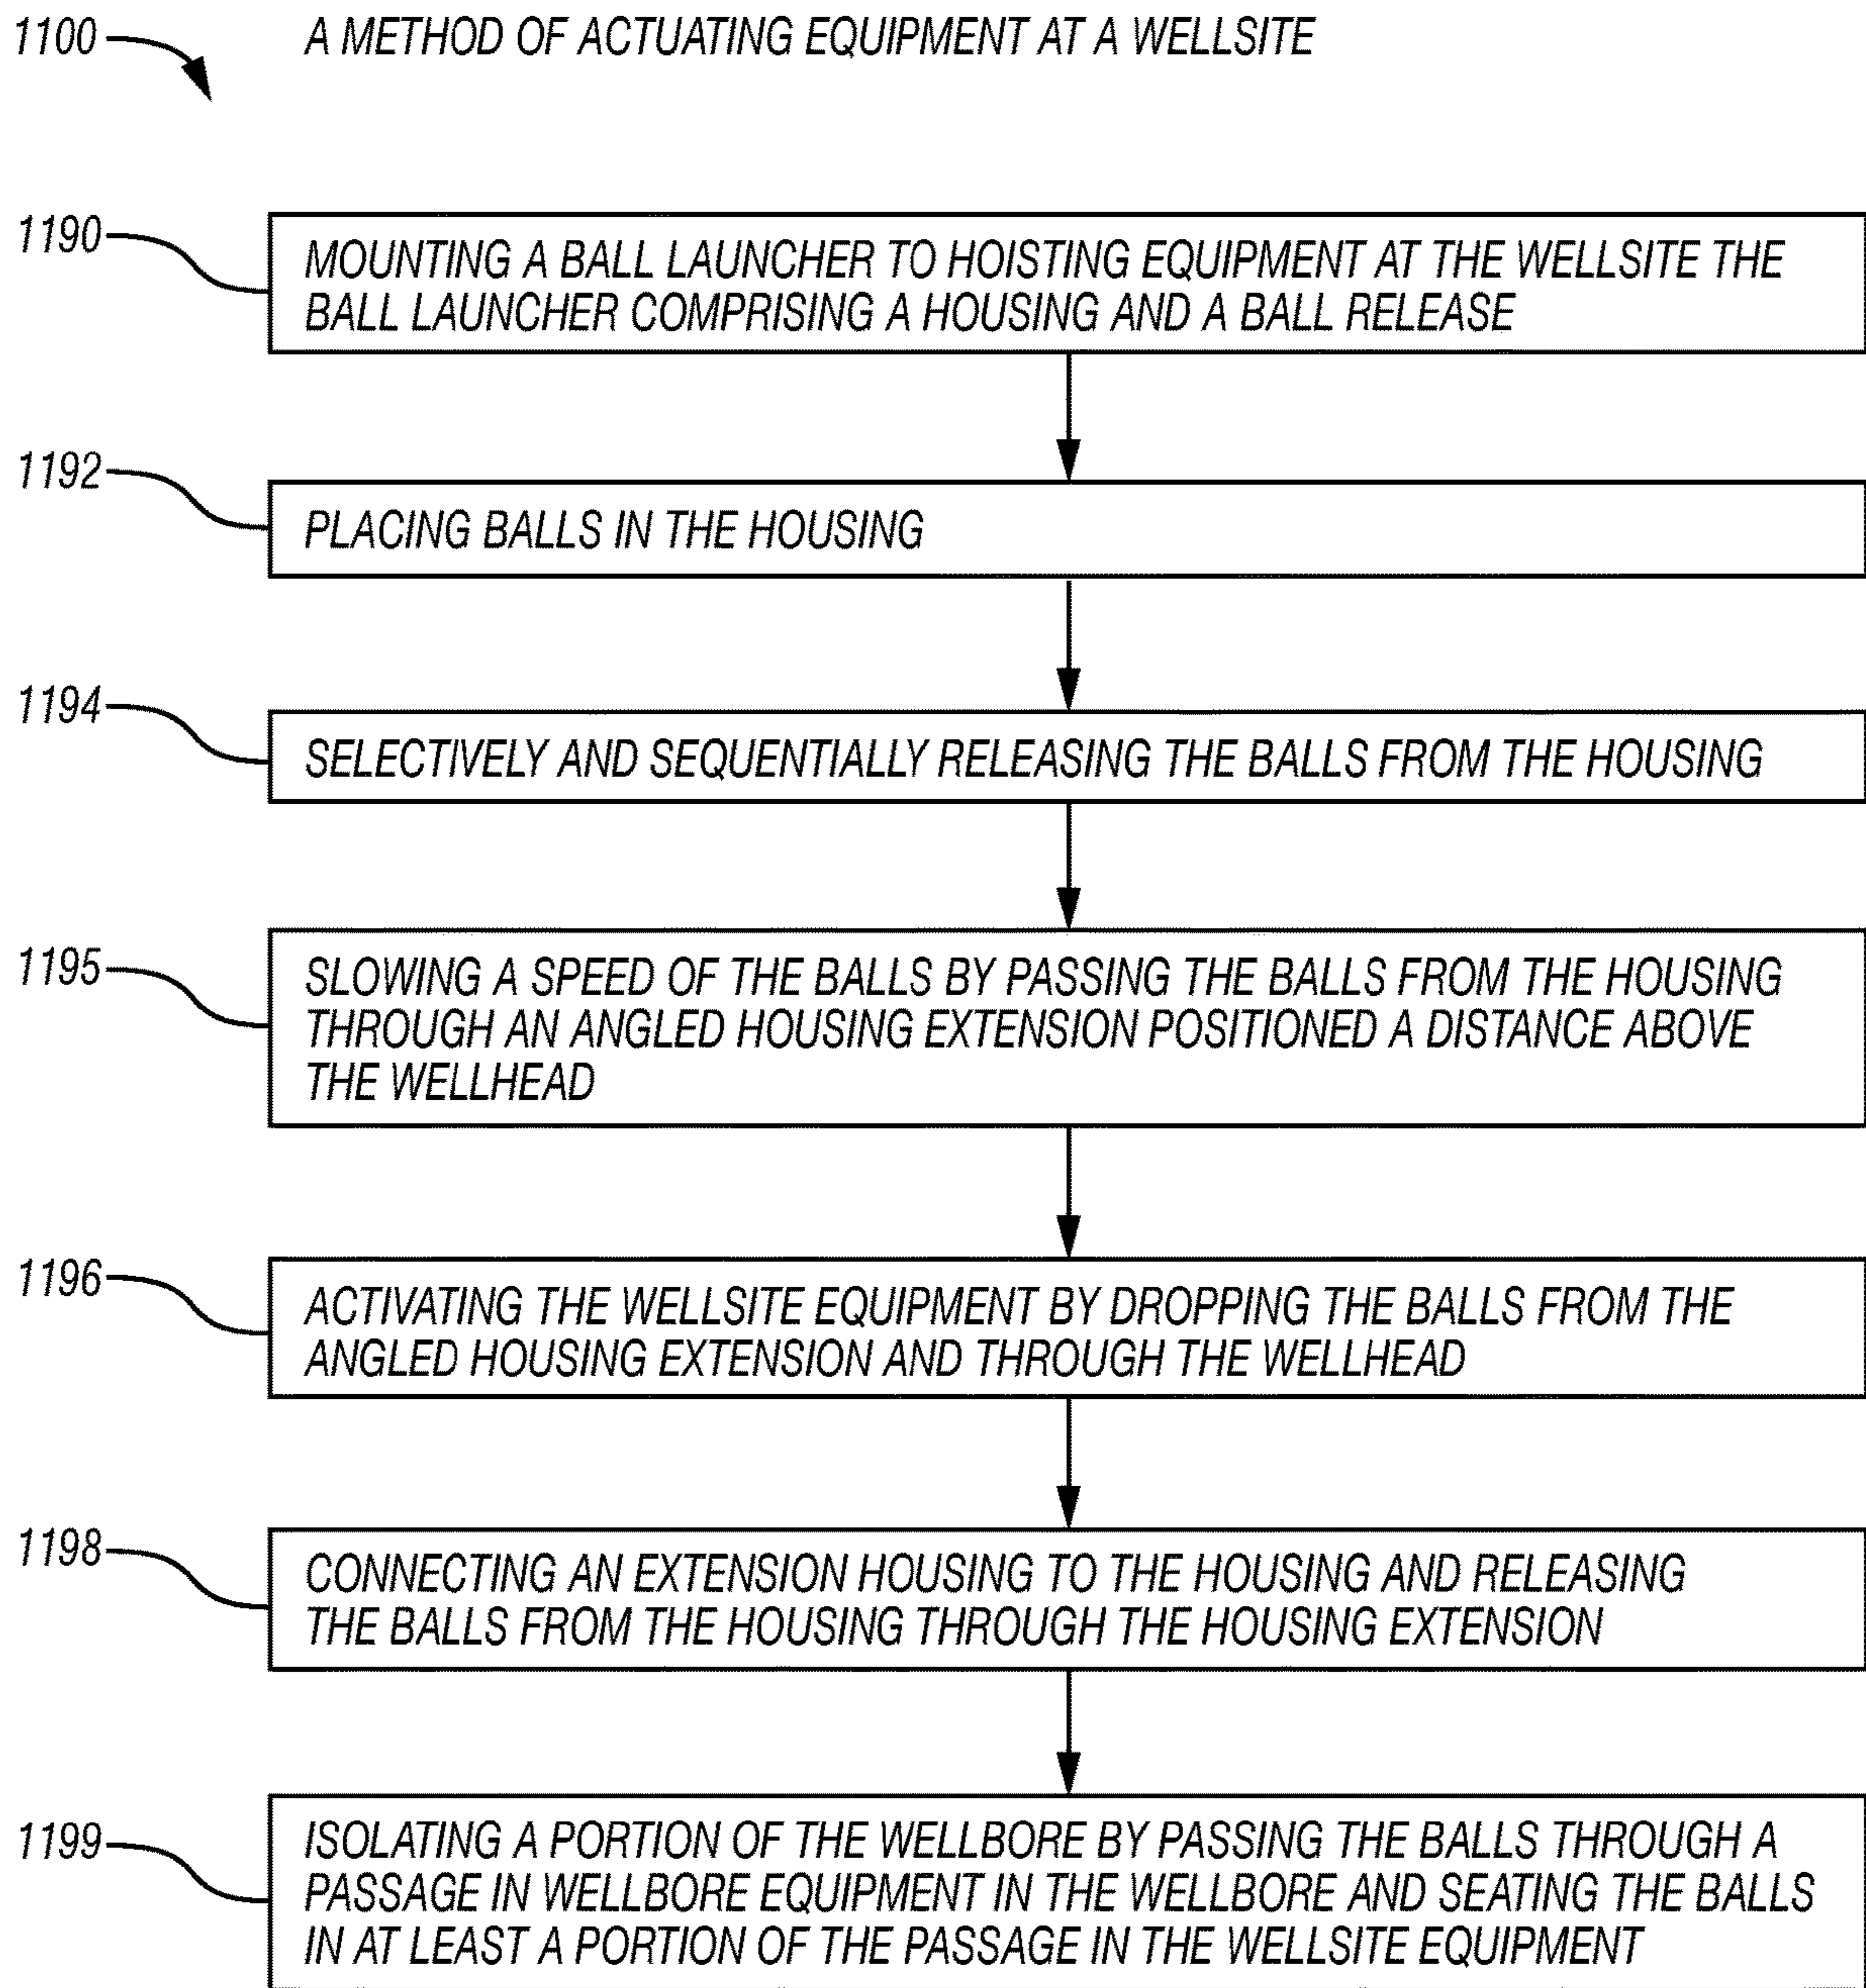 1100 A METHOD OF ACTUATING EQUIPMENT AT A WELLSITE
1190
MOUNTING A BALL LAUNCHER TO HOISTING EQUIPMENT AT THE WELLSITE THE
BALL LAUNCHER COMPRISING A HOUSING AND A BALL RELEASE
1192
PLACING BALLS IN THE HOUSING
1194
SELECTIVELY AND SEQUENTIALLY RELEASING THE BALLS FROM THE HOUSING
1195
SLOWING A SPEED OF THE BALLS BY PASSING THE BALLS FROM THE HOUSING
THROUGH AN ANGLED HOUSING EXTENSION POSITIONED A DISTANCE ABOVE
THE WELLHEAD
1196
ACTIVATING THE WELLSITE EQUIPMENT BY DROPPING THE BALLS FROM THE
ANGLED HOUSING EXTENSION AND THROUGH THE WELLHEAD
1198
CONNECTING AN EXTENSION HOUSING TO THE HOUSING AND RELEASING
THE BALLS FROM THE HOUSING THROUGH THE HOUSING EXTENSION
1199
ISOLATING A PORTION OF THE WELLBORE BY PASSING THE BALLS THROUGH A
PASSAGE IN WELLBORE EQUIPMENT IN THE WELLBORE AND SEATING THE BALLS
IN AT LEAST A PORTION OF THE PASSAGE IN THE WELLSITE EQUIPMENT